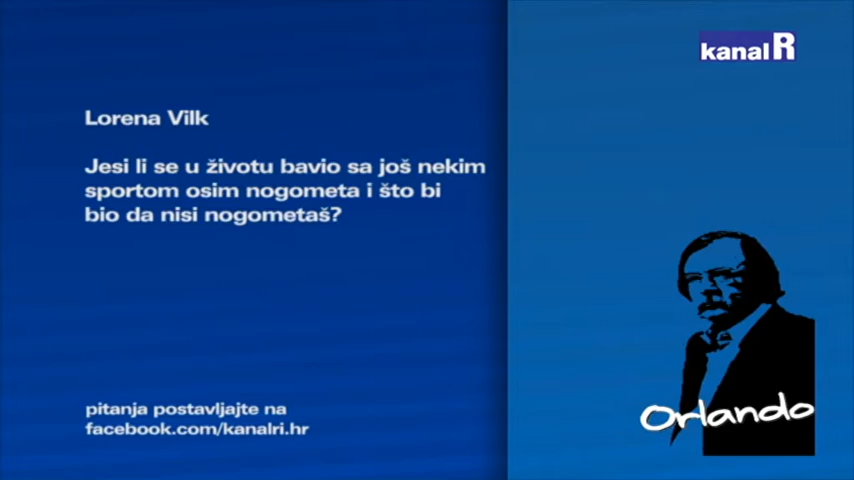 kanal R
Lorena Vilk
Jesi li se u životu bavio sa još nekim
sportom osim nogometa i što bi
bio da nisi nogometaš?
pitanja postavljajte na
facebook.com/kanalri.hr
Orlando